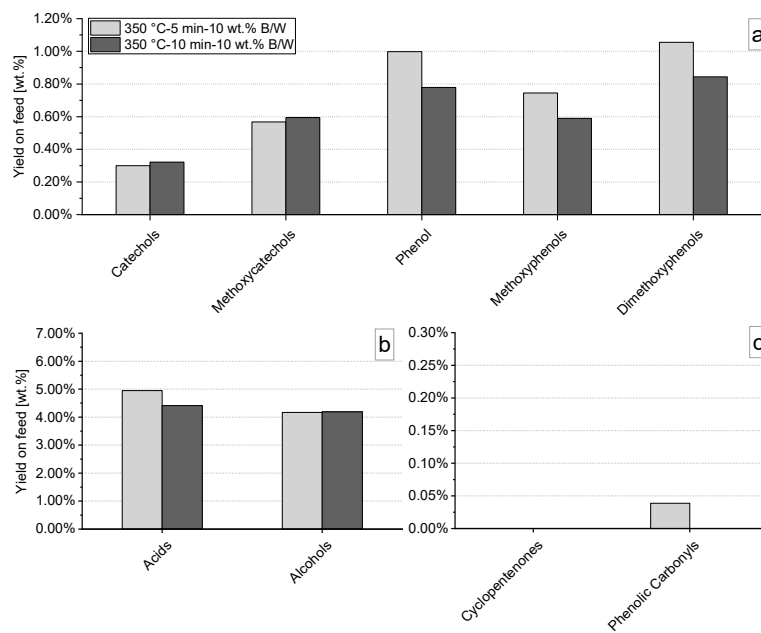 350 °C-5 min-10 wt.% B/W
350 °C-10 min-10 wt.% B/W
a
Yield on feed [wt.%]
1.20%
1.00%
0.80%
0.60%
0.40%
0.20%
0.00%
Catechols
Methoxycatechols
Phenol
Methoxyphenols
Dimethoxyphenols
b
Yield on feed [wt.%]
7.00%
6.00%
5.00%
4.00%
3.00%
2.00%
1.00%
0.00%
Acids
Alcohols
c
0.30%
0.25%
0.20%
0.15%
0.10%
0.05%
0.00%
Cyclopentenones
Phenolic Carbonyls